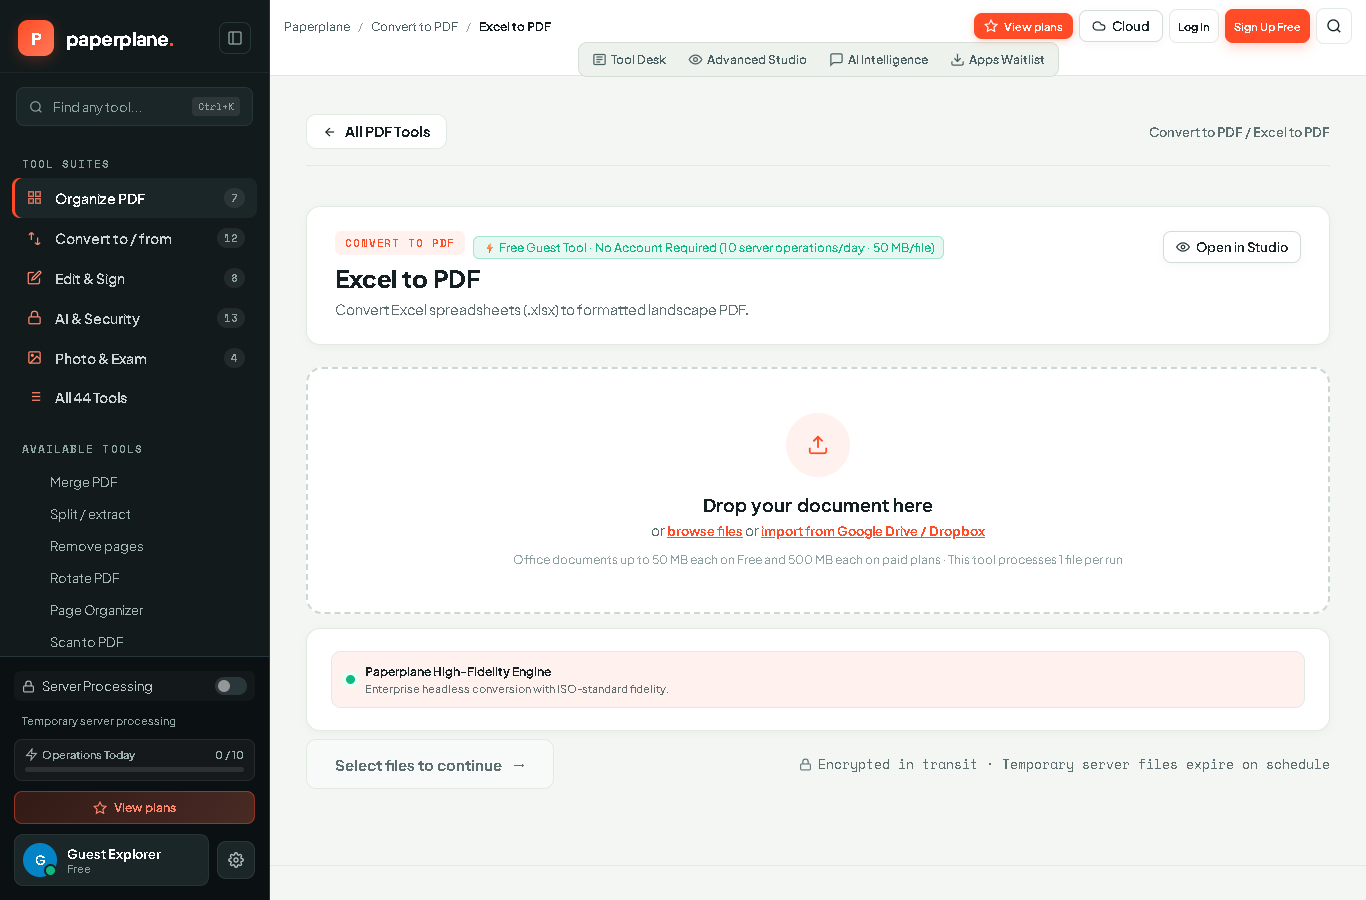 P paperplane.
Find any tool... Ctrl+K
TOOL SUITES
Organize PDF 7
Convert to / from 12
Edit & Sign 8
AI & Security 13
Photo & Exam 4
All 44 Tools
AVAILABLE TOOLS
Merge PDF
Split / extract
Remove pages
Rotate PDF
Page Organizer
Scan to PDF
Server Processing
Temporary server processing
Operations Today 0 / 10
View plans
G Guest Explorer
Free
Paperplane / Convert to PDF / Excel to PDF
View plans Cloud Log In Sign Up Free
Tool Desk Advanced Studio AI Intelligence Apps Waitlist
← All PDF Tools
Convert to PDF / Excel to PDF
CONVERT TO PDF Free Guest Tool · No Account Required (10 server operations/day · 50 MB/file)
Open in Studio
Excel to PDF
Convert Excel spreadsheets (.xlsx) to formatted landscape PDF.
Drop your document here
or browse files or import from Google Drive / Dropbox
Office documents up to 50 MB each on Free and 500 MB each on paid plans · This tool processes 1 file per run
Paperplane High-Fidelity Engine
Enterprise headless conversion with ISO-standard fidelity.
Select files to continue →
Encrypted in transit · Temporary server files expire on schedule